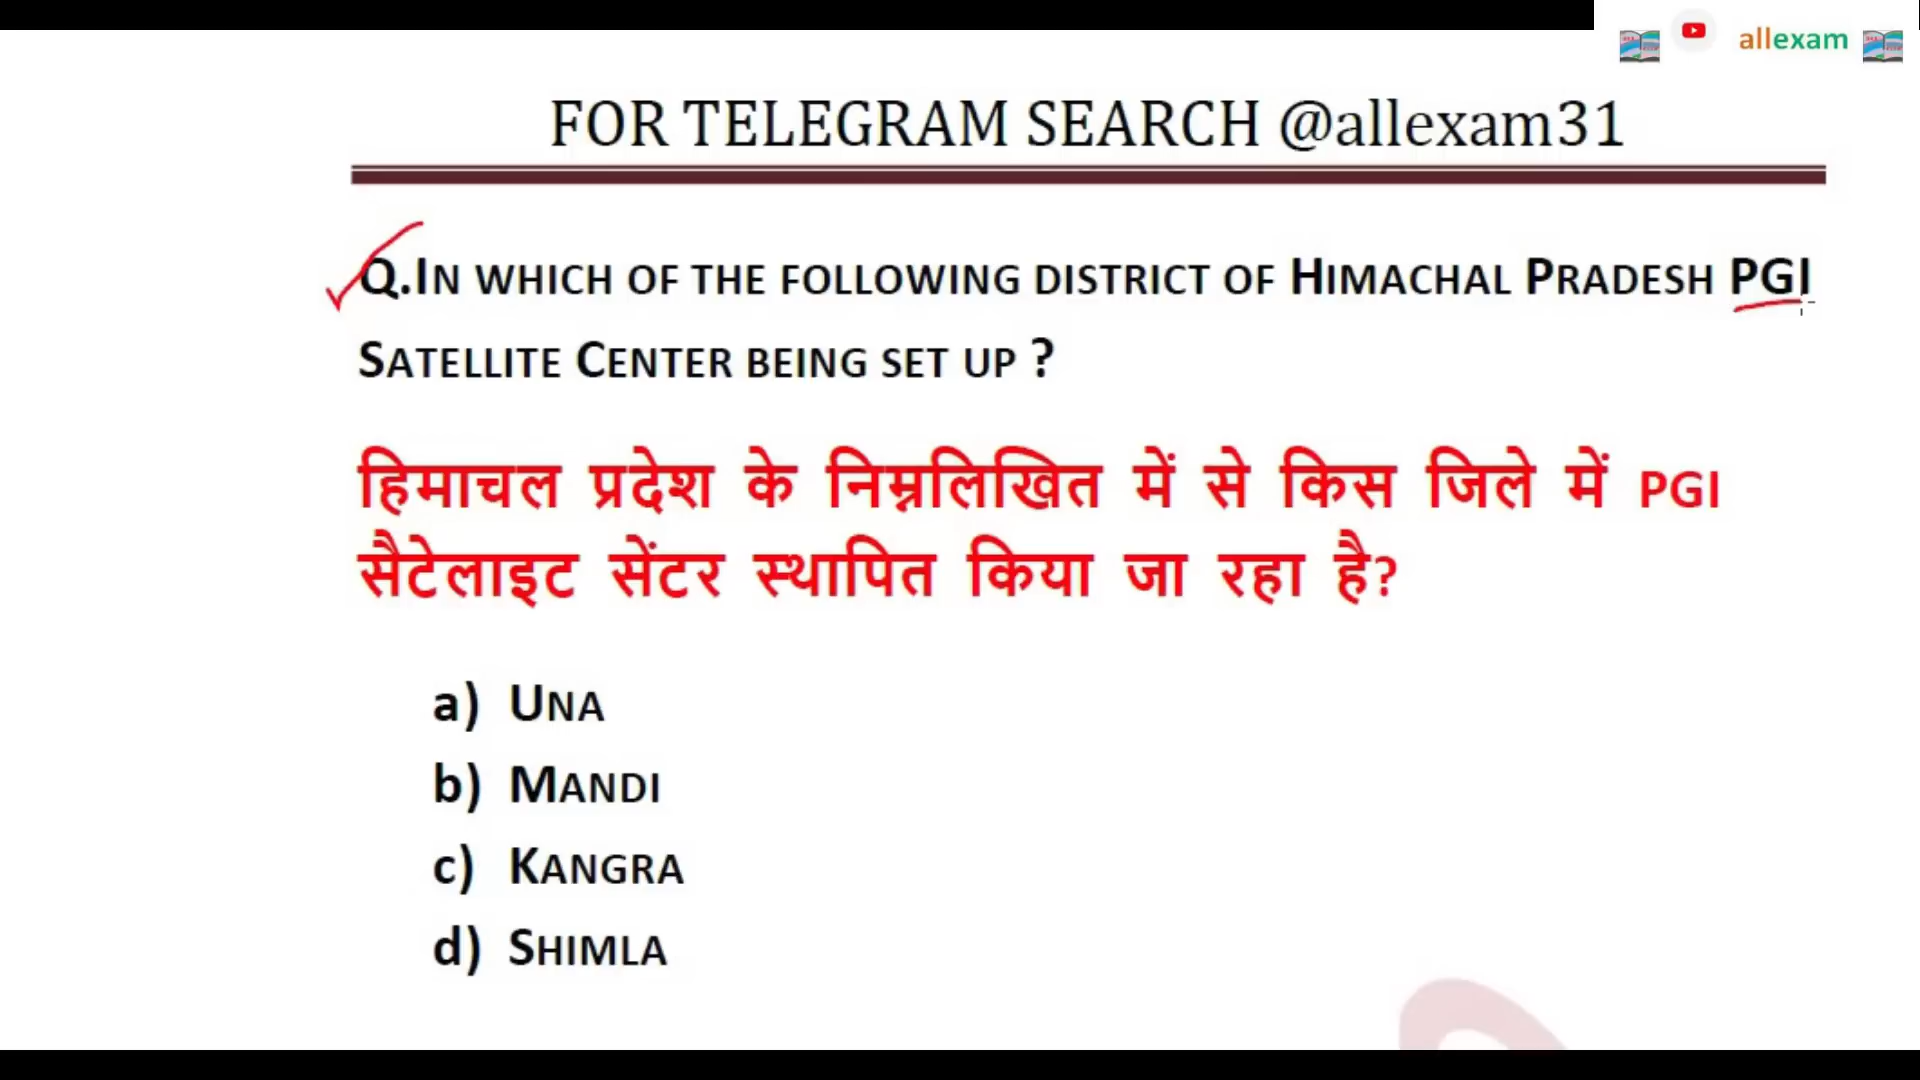 allexam
FOR TELEGRAM SEARCH @allexam31
Q.IN WHICH OF THE FOLLOWING DISTRICT OF HIMACHAL PRADESH PGI
SATELLITE CENTER BEING SET UP ?
हिमाचल प्रदेश के निम्नलिखित में से किस जिले में PGI
सैटेलाइट सेंटर स्थापित किया जा रहा है?
a) UNA
b) MANDI
c) KANGRA
d) SHIMLA